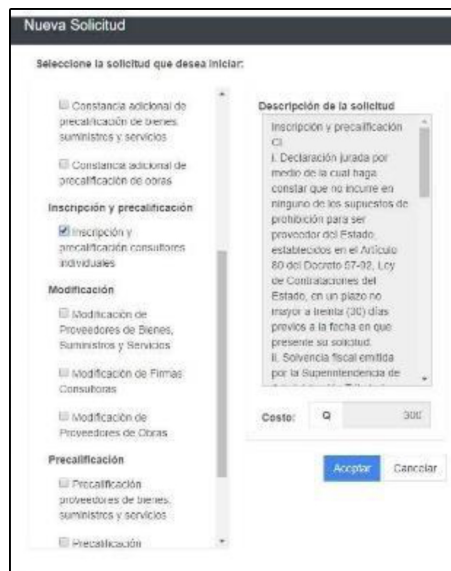 Nueva Solicitud
Seleccione la solicitud que desea iniciar:
Constancia adicional de
precalificación de bienes,
suministros y servicios
Constancia adicional de
precalificación de obras
Inscripción y precalificación
Inscripción y
precalificación consultores
individuales
Modificación
Modificación de
Proveedores de Bienes,
Suministros y Servicios
Modificación de Firmas
Consultoras
Modificación de
Proveedores de Obras
Precalificación
Precalificación
proveedores de bienes,
suministros y servicios
Precalificación
Descripción de la solicitud
Inscripción y precalificación
CI
i. Declaración jurada por
medio de la cual haga
constar que no incurre en
ninguno de los supuestos de
prohibición para ser
proveedor del Estado
establecidos en el Artículo
80 del Decreto 57-92, Ley
de Contrataciones del
Estado, en un plazo no
mayor a treinta (30) días
previos a la fecha en que
presente su solicitud.
ii. Solvencia fiscal emitida
por la Superintendencia de
Costo: Q 300
Aceptar Cancelar